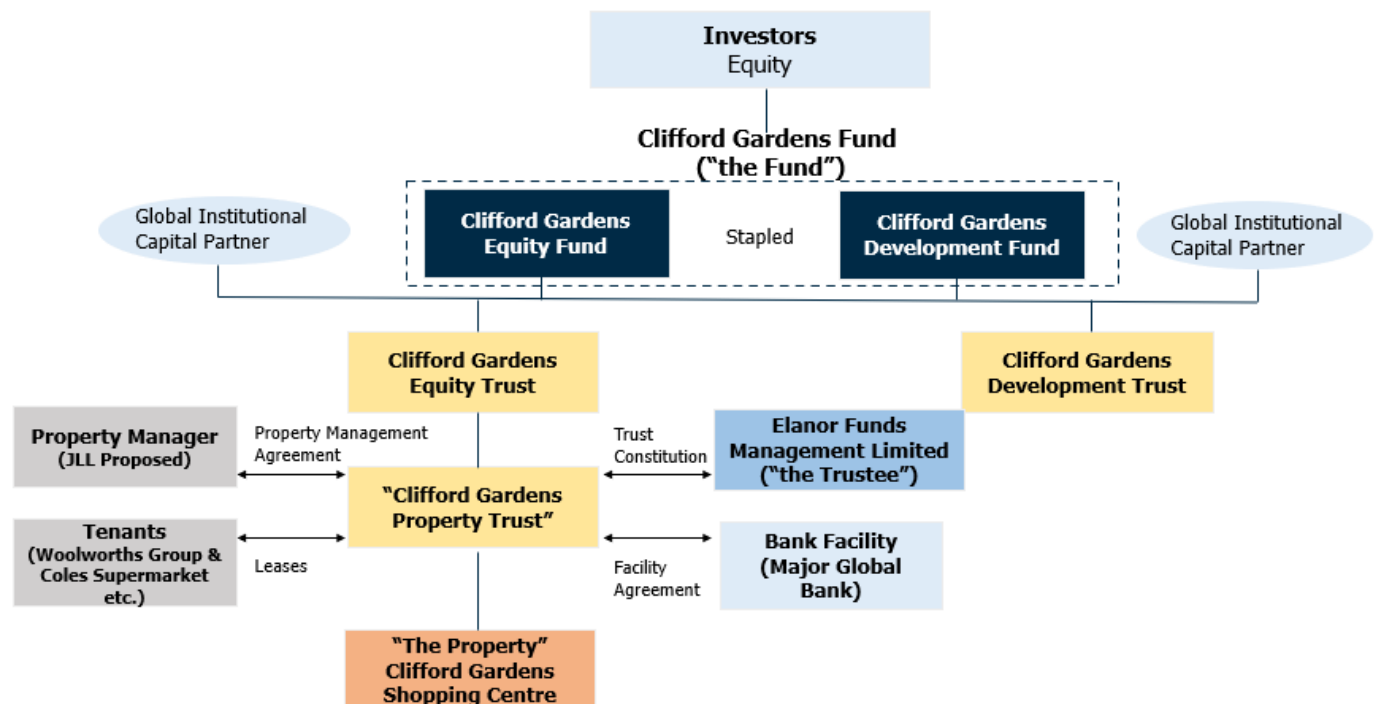 Investors
Equity
Clifford Gardens Fund
(“the Fund”)
Global Institutional
Capital Partner
Clifford Gardens
Equity Fund
Stapled
Clifford Gardens
Development Fund
Global Institutional
Capital Partner
Clifford Gardens
Equity Trust
Clifford Gardens
Development Trust
Property Manager
(JLL Proposed)
Property Management
Agreement
Trust
Constitution
Elanor Funds
Management Limited
(“the Trustee”)
“Clifford Gardens
Property Trust”
Tenants
(Woolworths Group &
Coles Supermarket
etc.)
Leases
Facility
Agreement
Bank Facility
(Major Global
Bank)
“The Property”
Clifford Gardens
Shopping Centre